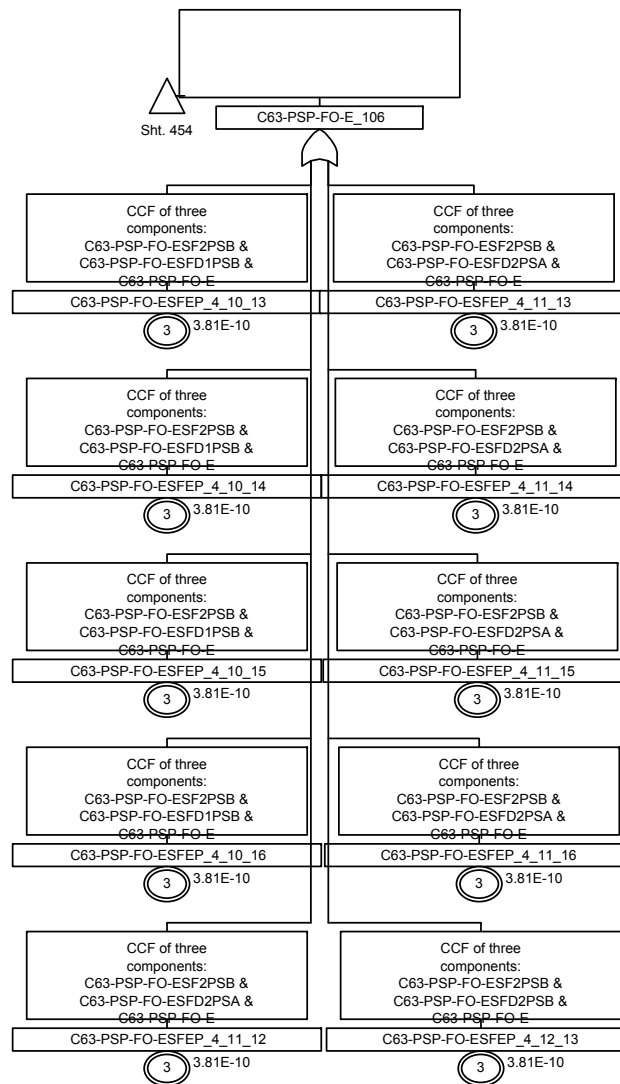 Sht. 454
C63-PSP-FO-E_106
CCF of three
components:
C63-PSP-FO-ESF2PSB &
C63-PSP-FO-ESFD1PSB &
C63-PSP-FO-E
C63-PSP-FO-ESFEP_4_10_13
3
3.81E-10
CCF of three
components:
C63-PSP-FO-ESF2PSB &
C63-PSP-FO-ESFD2PSA &
C63-PSP-FO-E
C63-PSP-FO-ESFEP_4_11_13
3
3.81E-10
CCF of three
components:
C63-PSP-FO-ESF2PSB &
C63-PSP-FO-ESFD1PSB &
C63-PSP-FO-E
C63-PSP-FO-ESFEP_4_10_14
3
3.81E-10
CCF of three
components:
C63-PSP-FO-ESF2PSB &
C63-PSP-FO-ESFD2PSA &
C63-PSP-FO-E
C63-PSP-FO-ESFEP_4_11_14
3
3.81E-10
CCF of three
components:
C63-PSP-FO-ESF2PSB &
C63-PSP-FO-ESFD1PSB &
C63-PSP-FO-E
C63-PSP-FO-ESFEP_4_10_15
3
3.81E-10
CCF of three
components:
C63-PSP-FO-ESF2PSB &
C63-PSP-FO-ESFD2PSA &
C63-PSP-FO-E
C63-PSP-FO-ESFEP_4_11_15
3
3.81E-10
CCF of three
components:
C63-PSP-FO-ESF2PSB &
C63-PSP-FO-ESFD1PSB &
C63-PSP-FO-E
C63-PSP-FO-ESFEP_4_10_16
3
3.81E-10
CCF of three
components:
C63-PSP-FO-ESF2PSB &
C63-PSP-FO-ESFD2PSA &
C63-PSP-FO-E
C63-PSP-FO-ESFEP_4_11_16
3
3.81E-10
CCF of three
components:
C63-PSP-FO-ESF2PSB &
C63-PSP-FO-ESFD2PSA &
C63-PSP-FO-E
C63-PSP-FO-ESFEP_4_11_12
3
3.81E-10
CCF of three
components:
C63-PSP-FO-ESF2PSB &
C63-PSP-FO-ESFD2PSB &
C63-PSP-FO-E
C63-PSP-FO-ESFEP_4_12_13
3
3.81E-10